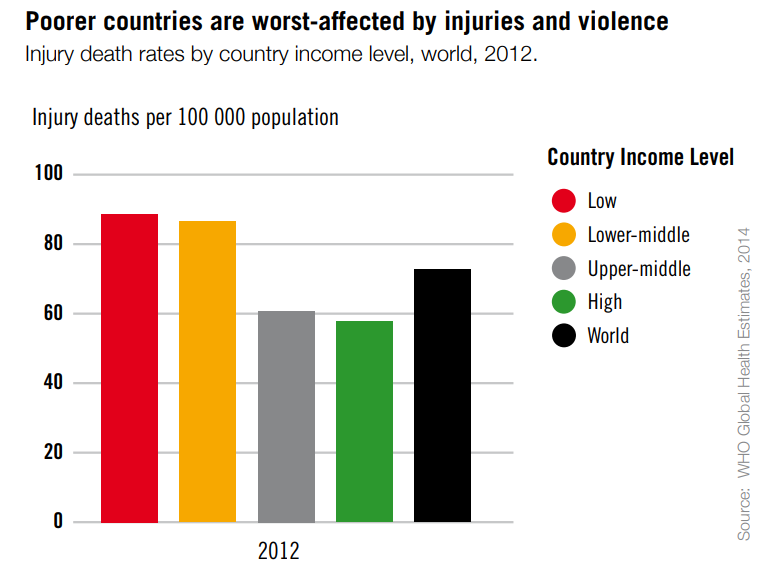 Poorer countries are worst-affected by injuries and violence
Injury death rates by country income level, world, 2012.
Injury deaths per 100 000 population
100
80
60
40
20
0
2012
Country Income Level
Low
Lower-middle
Upper-middle
High
World
Source: WHO Global Health Estimates, 2014